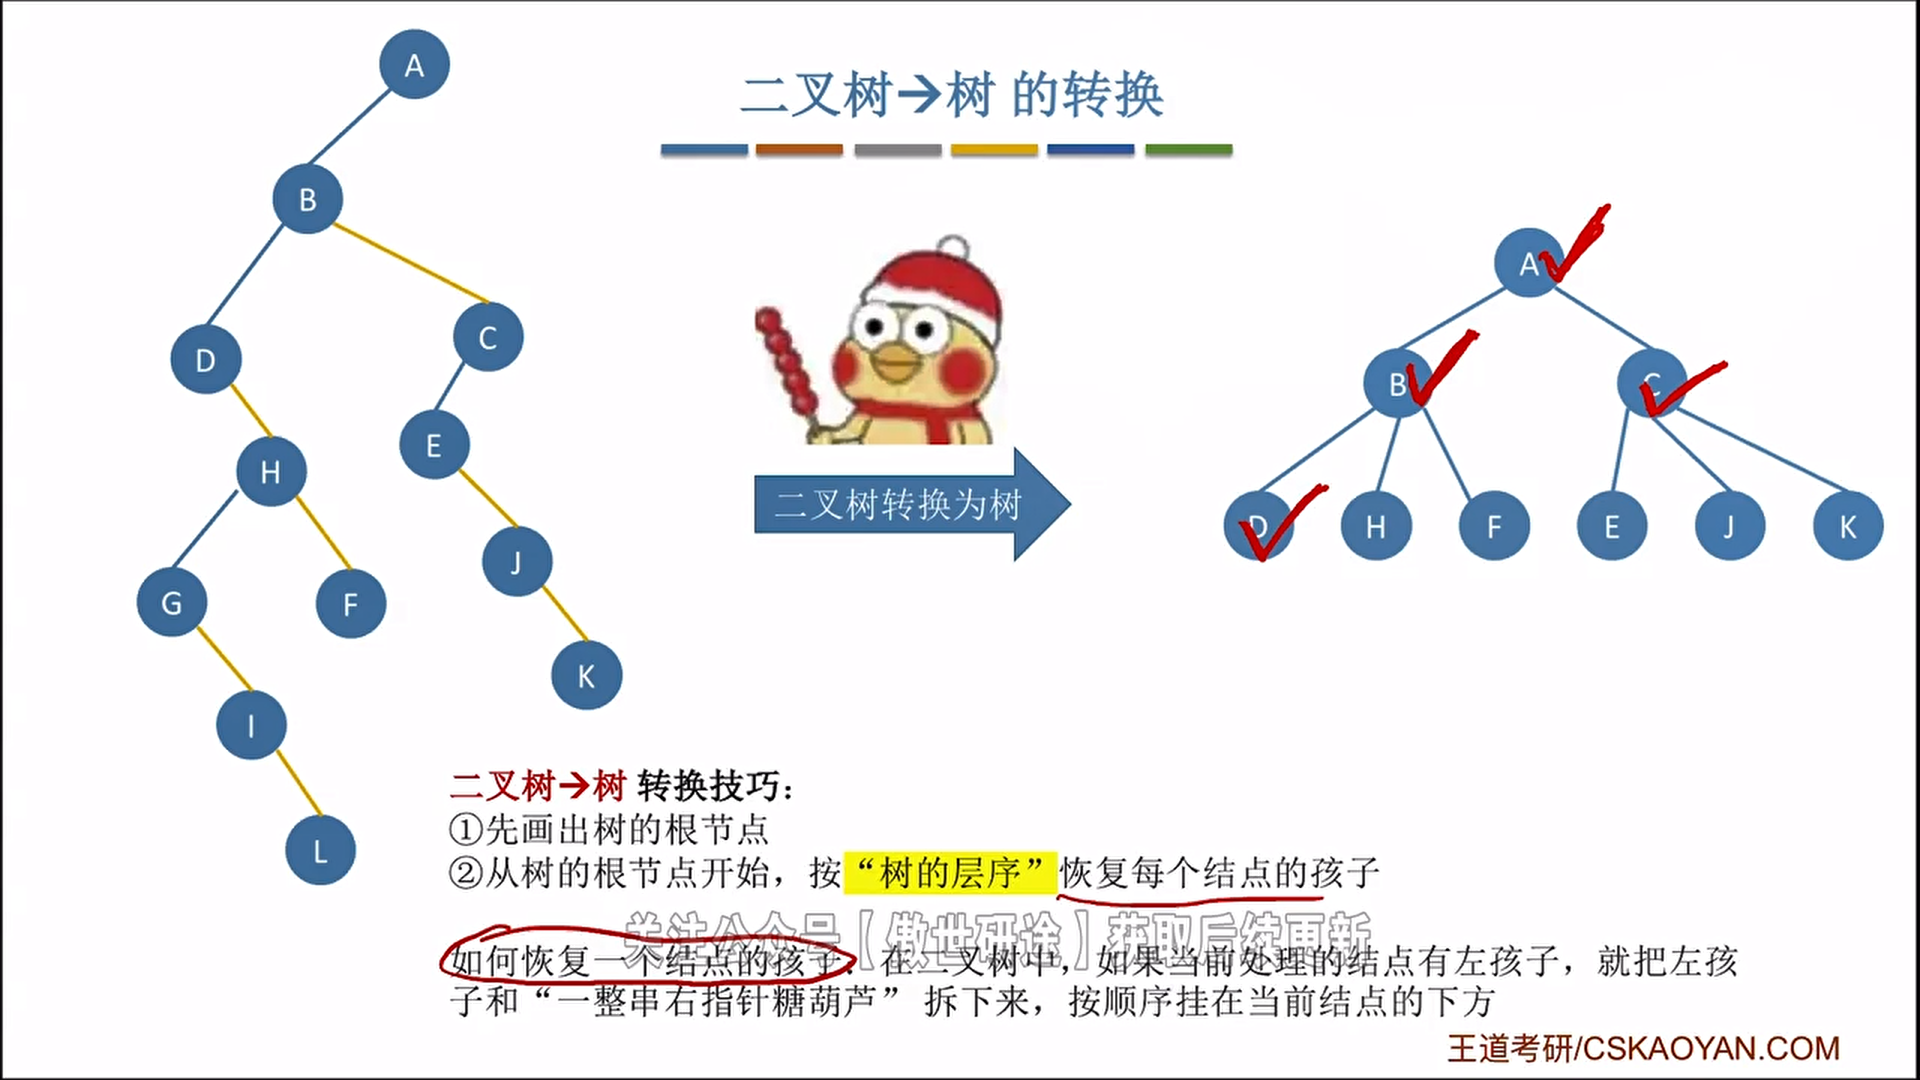 二叉树→树 的转换
A
B
D
C
H
E
G
F
J
I
K
L
二叉树转换为树
A
B
C
D
H
F
E
J
K
二叉树→树 转换技巧：
①先画出树的根节点
②从树的根节点开始，按“树的层序”恢复每个结点的孩子
关注公众号【傲世研途】获取后续更新
如何恢复一个结点的孩子：在二叉树中，如果当前处理的结点有左孩子，就把左孩
子和“一整串右指针糖葫芦”拆下来，按顺序挂在当前结点的下方
王道考研/CSKAOYAN.COM